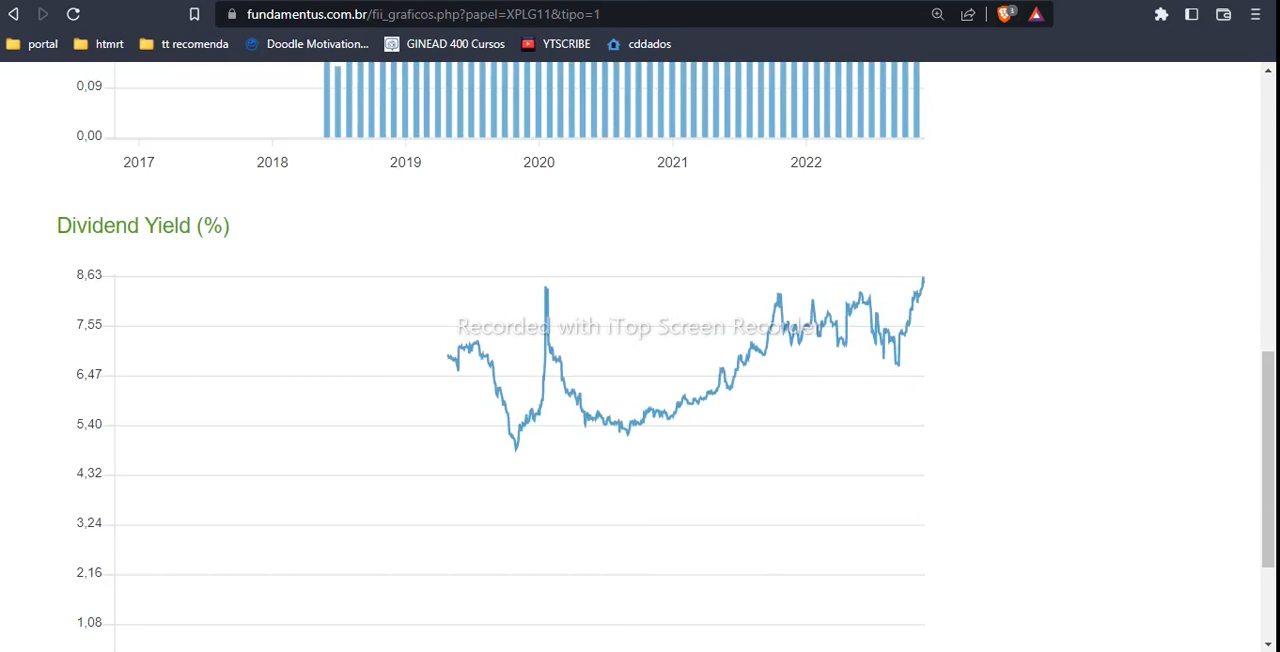 fundamentus.com.br/fii_graficos.php?papel=XPLG11&tipo=1
portal htmrt tt recomenda Doodle Motivation... GINEAD 400 Cursos YTSCRIBE cddados
0,09
0,00
2017 2018 2019 2020 2021 2022
Dividend Yield (%)
8,63
7,55
Recorded with iTop Screen Recorder
6,47
5,40
4,32
3,24
2,16
1,08